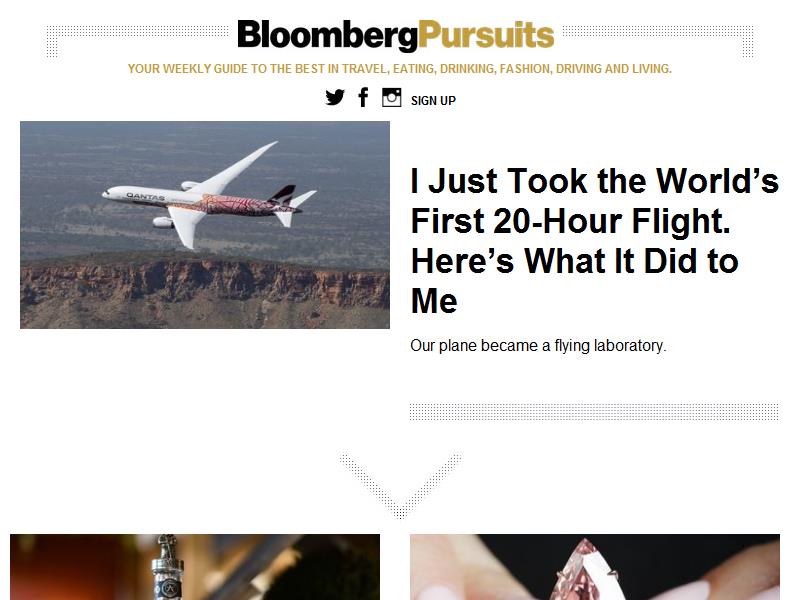 BloombergPursuits
YOUR WEEKLY GUIDE TO THE BEST IN TRAVEL, EATING, DRINKING, FASHION, DRIVING AND LIVING.
SIGN UP
QANTAS
I Just Took the World’s
First 20-Hour Flight.
Here’s What It Did to
Me
Our plane became a flying laboratory.